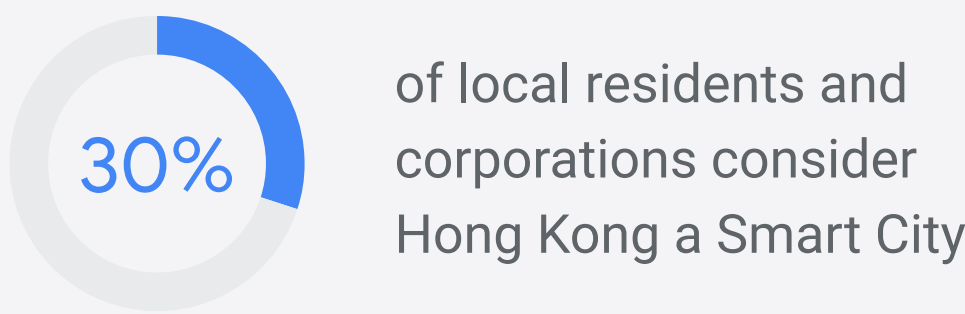 30%
of local residents and
corporations consider
Hong Kong a Smart City